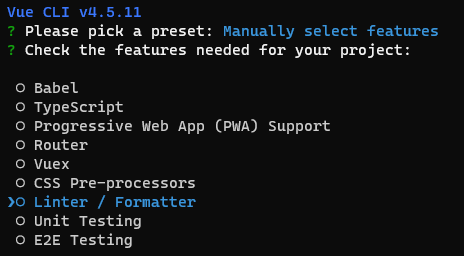 Vue CLI v4.5.11
? Please pick a preset: Manually select features
? Check the features needed for your project:
○ Babel
○ TypeScript
○ Progressive Web App (PWA) Support
○ Router
○ Vuex
○ CSS Pre-processors
❯○ Linter / Formatter
○ Unit Testing
○ E2E Testing